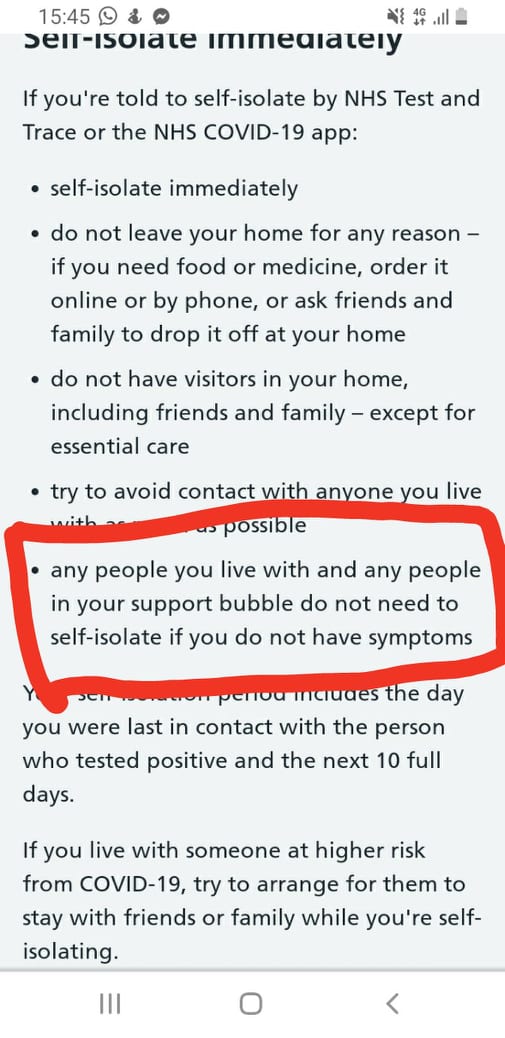 15:45 4G
Self-isolate immediately
If you're told to self-isolate by NHS Test and
Trace or the NHS COVID-19 app:
• self-isolate immediately
• do not leave your home for any reason –
if you need food or medicine, order it
online or by phone, or ask friends and
family to drop it off at your home
• do not have visitors in your home,
including friends and family – except for
essential care
• try to avoid contact with anyone you live
with as possible
• any people you live with and any people
in your support bubble do not need to
self-isolate if you do not have symptoms
self-isolation period includes the day
you were last in contact with the person
who tested positive and the next 10 full
days.
If you live with someone at higher risk
from COVID-19, try to arrange for them to
stay with friends or family while you're self-
isolating.